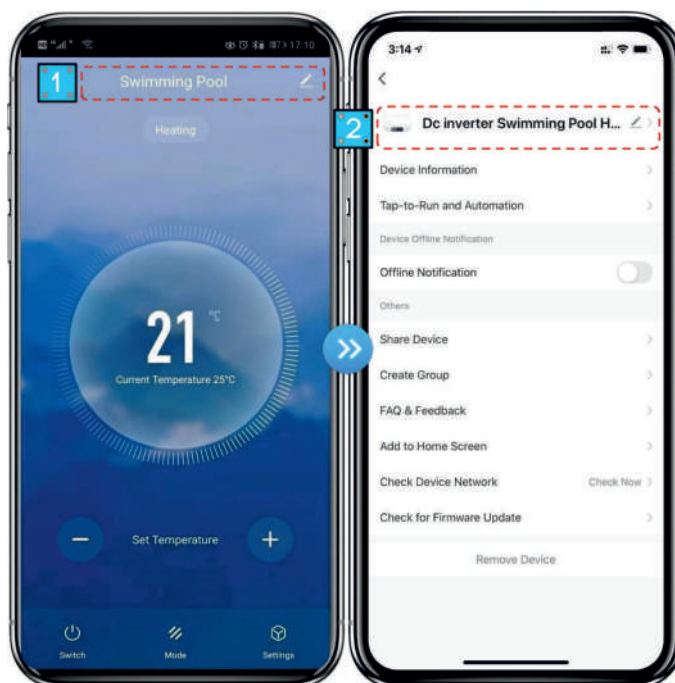 17:10
1
Swimming Pool
Heating
21 °C
Current Temperature 25°C
Set Temperature
Switch
Mode
Settings
3:14
2
Dc inverter Swimming Pool H...
Device Information
Tap-to-Run and Automation
Device Offline Notification
Offline Notification
Others
Share Device
Create Group
FAQ & Feedback
Add to Home Screen
Check Device Network Check Now
Check for Firmware Update
Remove Device